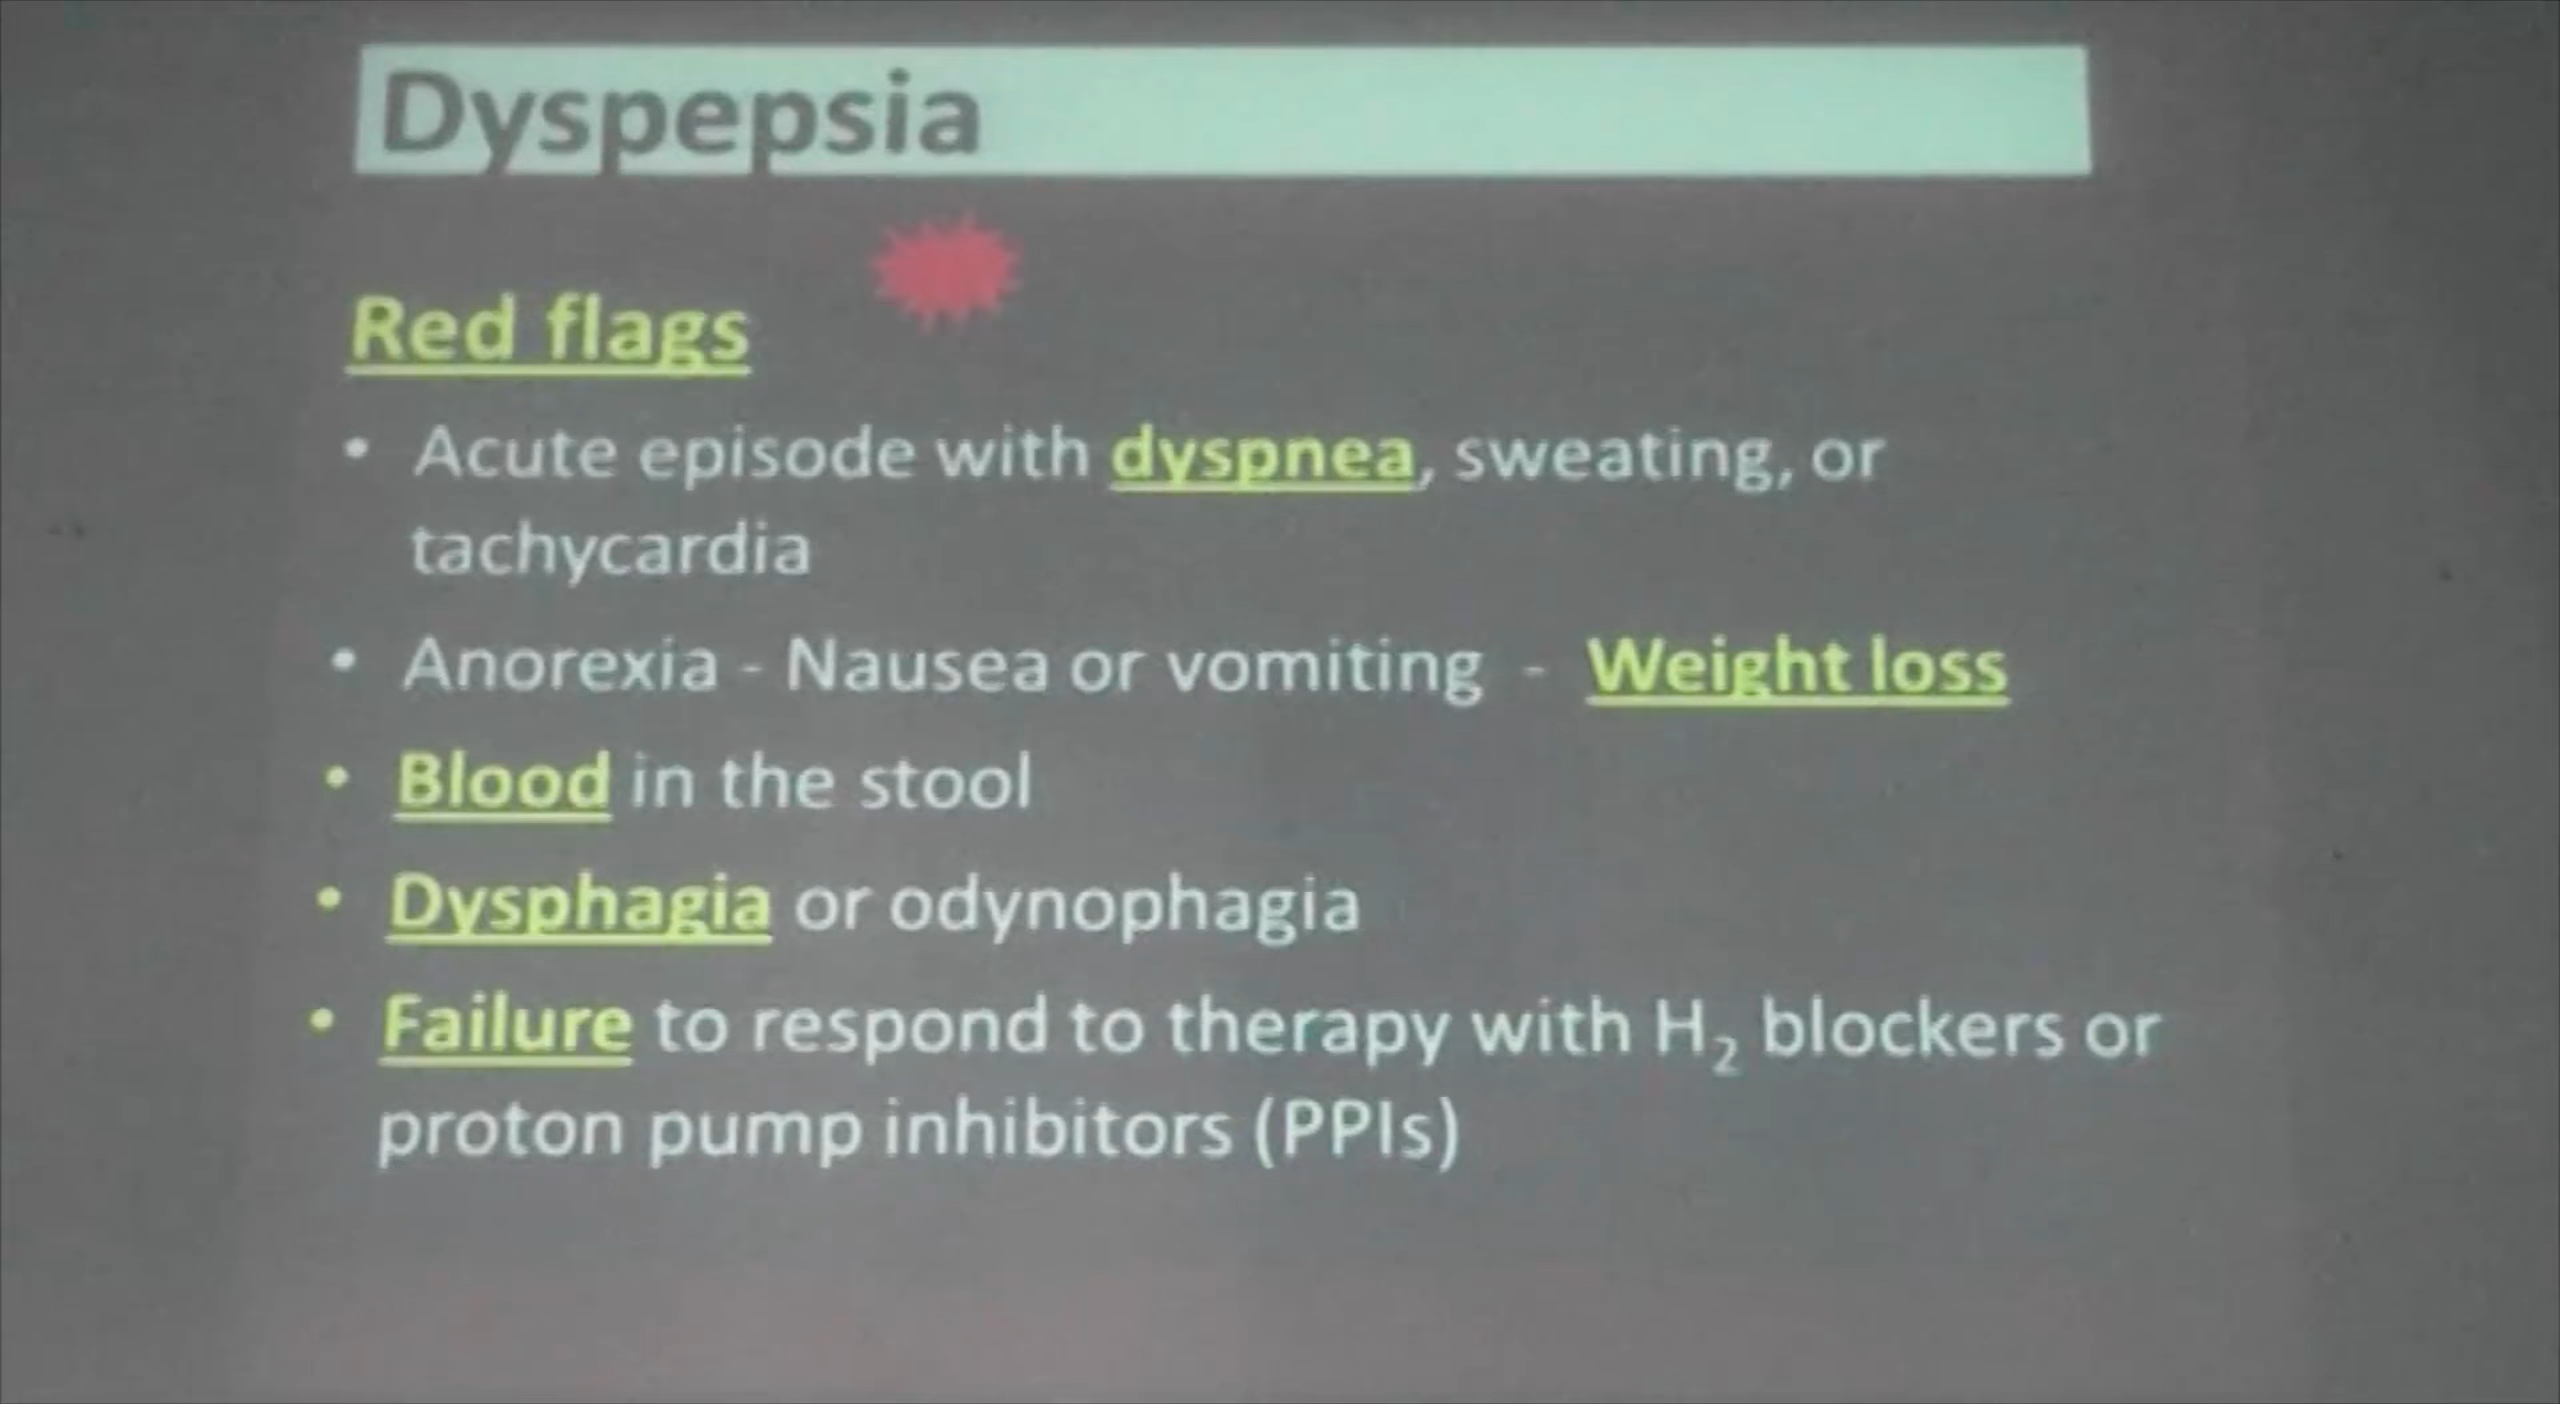 Dyspepsia
Red flags
• Acute episode with dyspnea, sweating, or
tachycardia
• Anorexia - Nausea or vomiting - Weight loss
• Blood in the stool
• Dysphagia or odynophagia
• Failure to respond to therapy with H₂ blockers or
proton pump inhibitors (PPIs)